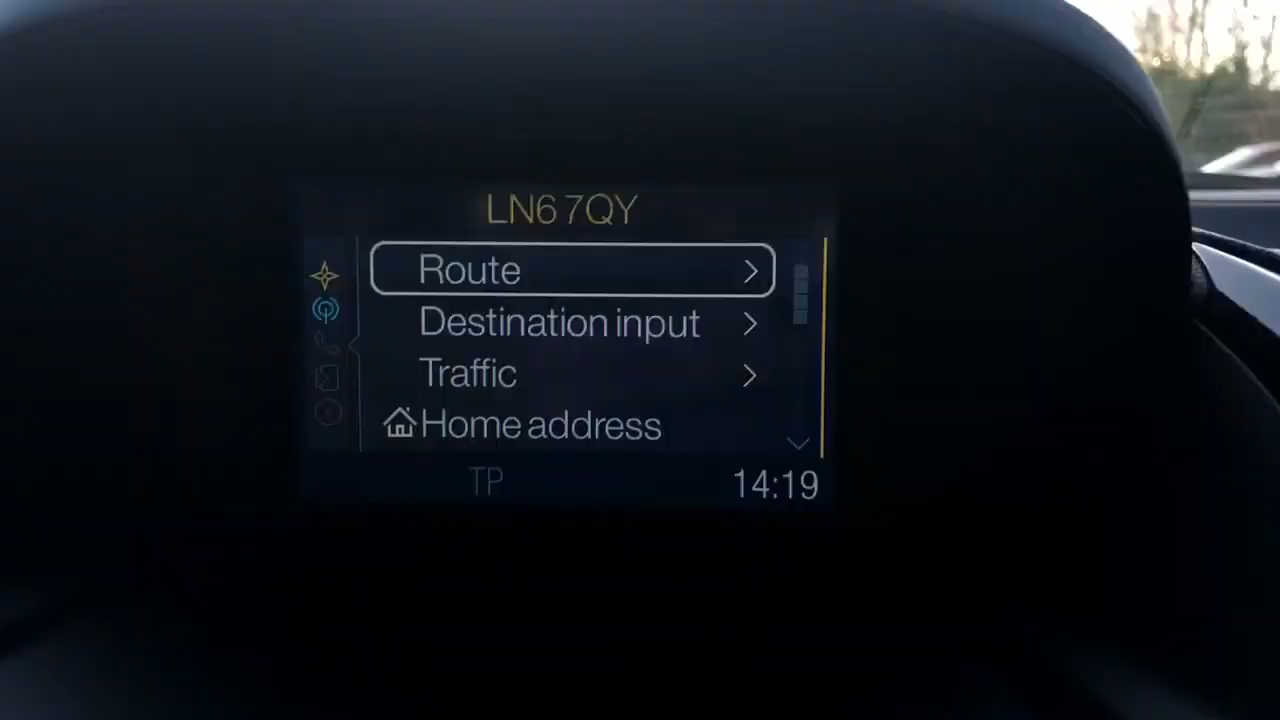 LN6 7QY
Route
Destination input
Traffic
Home address
TP
14:19